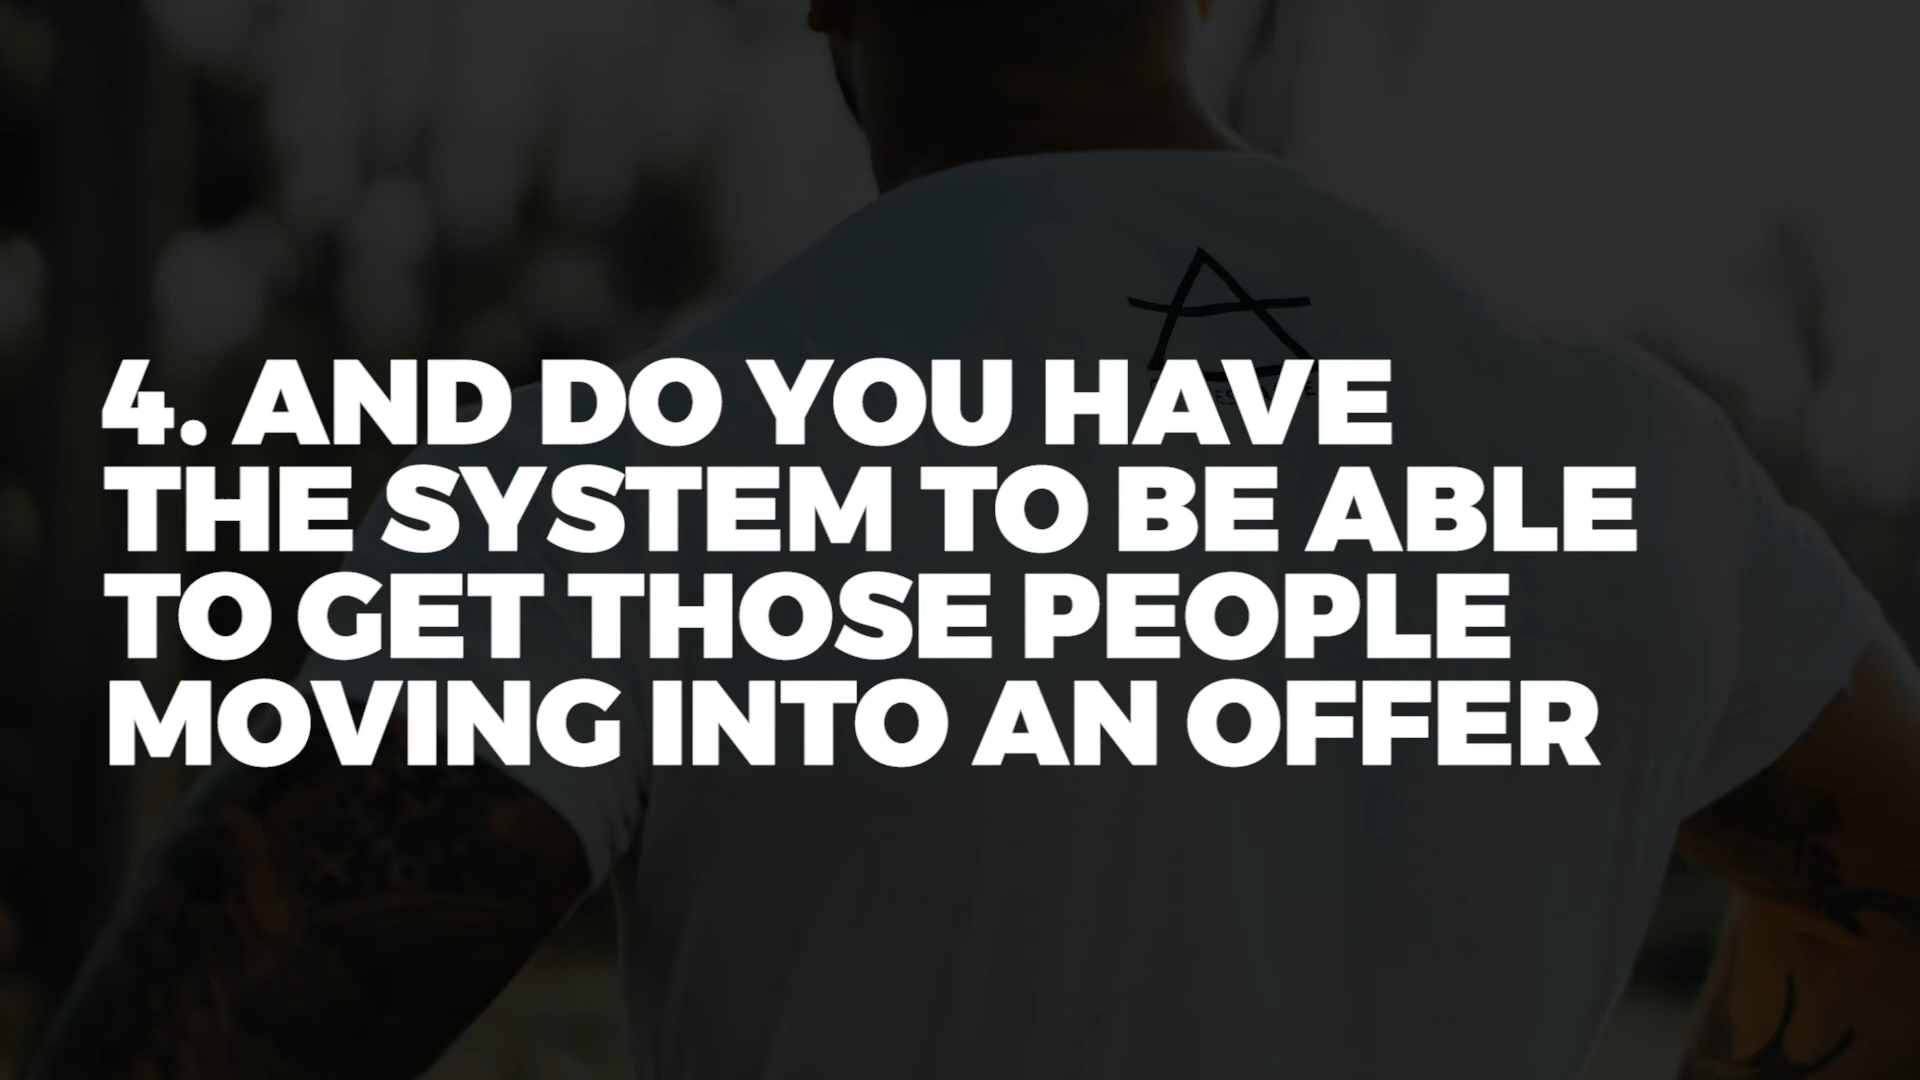 4. AND DO YOU HAVE
THE SYSTEM TO BE ABLE
TO GET THOSE PEOPLE
MOVING INTO AN OFFER